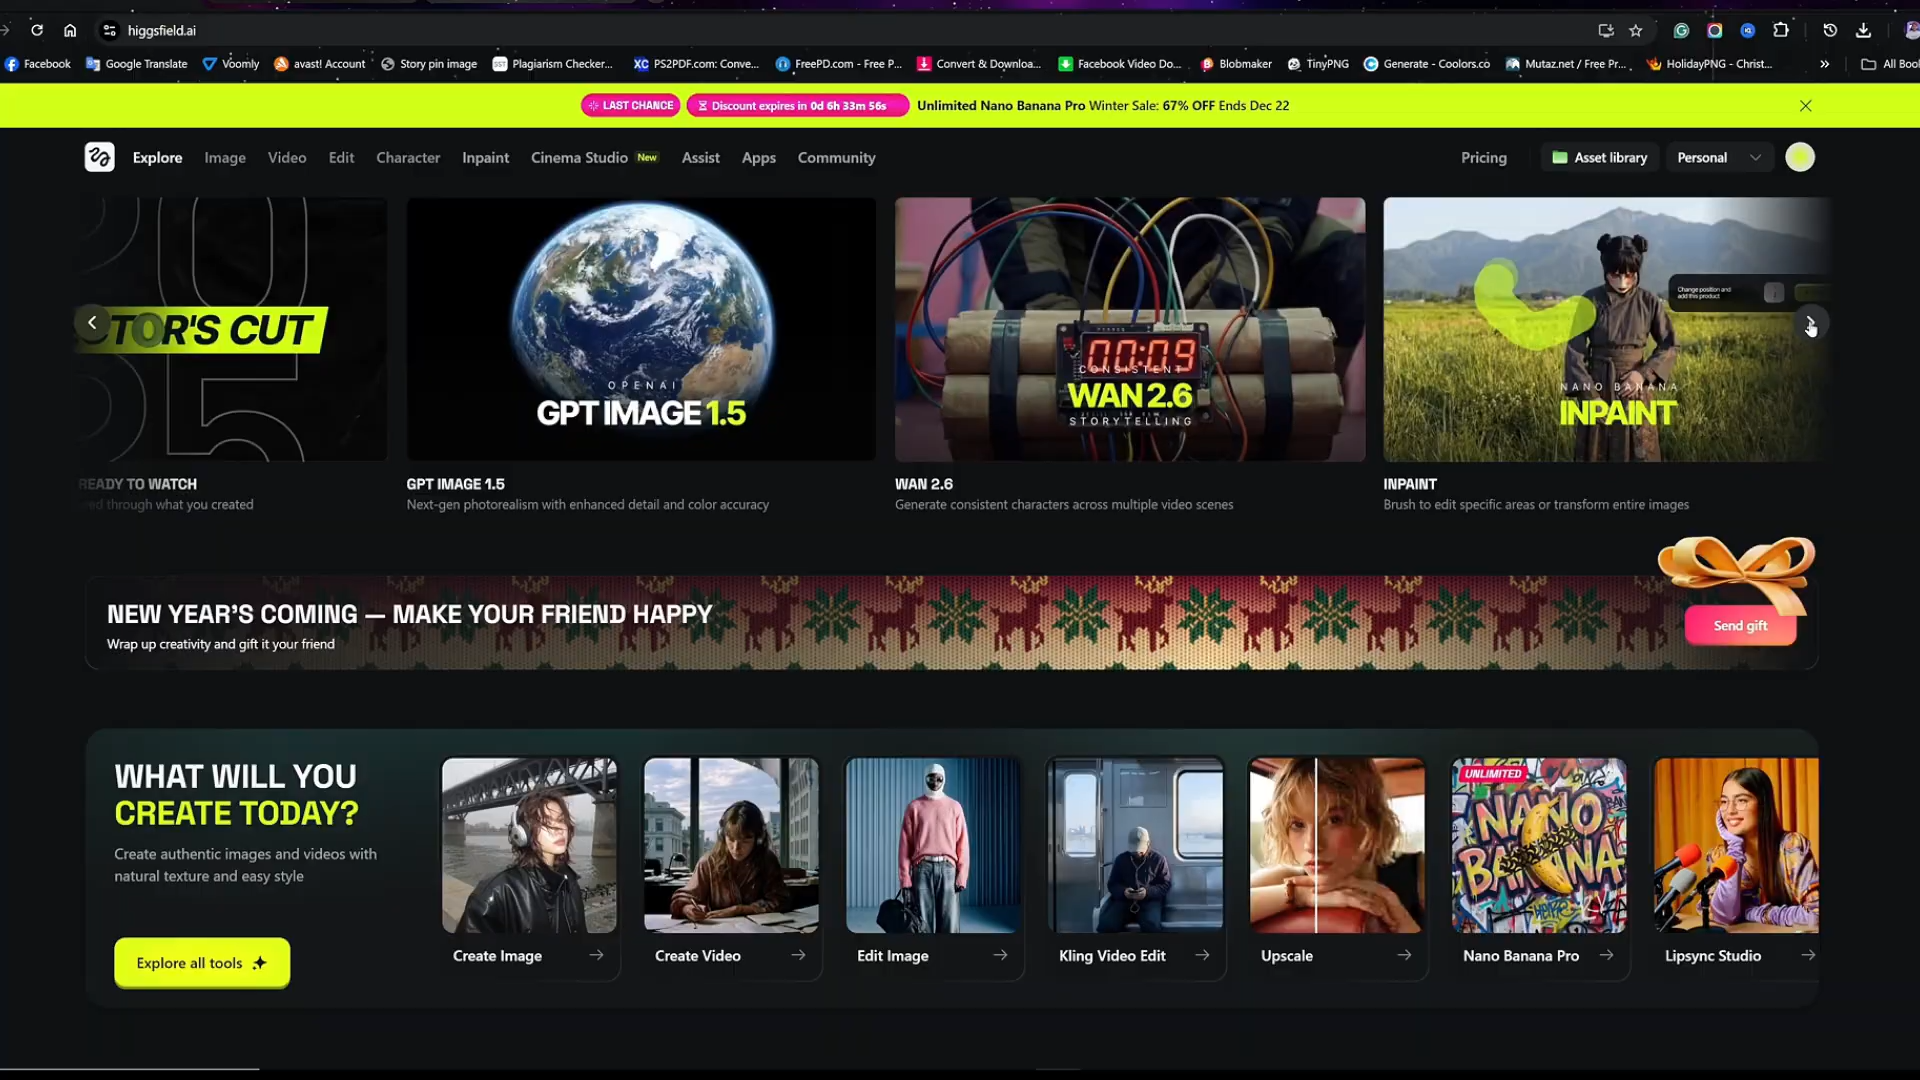 higgsfield.ai
Facebook
Google Translate
Voomly
avast! Account
Story pin image
Plagiarism Checker...
PS2PDF.com: Conve...
FreePD.com - Free P...
Convert & Downloa...
Facebook Video Do...
Blobmaker
TinyPNG
Generate - Coolors.co
Mutaz.net / Free Pr...
HolidayPNG - Christ...
»
All Boo
LAST CHANCE
Discount expires in 0d 6h 33m 56s
Unlimited Nano Banana Pro Winter Sale: 67% OFF Ends Dec 22
Explore
Image
Video
Edit
Character
Inpaint
Cinema Studio New
Assist
Apps
Community
Pricing
Asset library
Personal
TOR'S CUT
OPENAI
GPT IMAGE 1.5
00:09
CONSISTENT
WAN 2.6
STORYTELLING
Change position and
add this product
NANO BANANA
INPAINT
READY TO WATCH
ed through what you created
GPT IMAGE 1.5
Next-gen photorealism with enhanced detail and color accuracy
WAN 2.6
Generate consistent characters across multiple video scenes
INPAINT
Brush to edit specific areas or transform entire images
NEW YEAR'S COMING — MAKE YOUR FRIEND HAPPY
Wrap up creativity and gift it your friend
Send gift
WHAT WILL YOU
CREATE TODAY?
Create authentic images and videos with
natural texture and easy style
Explore all tools
UNLIMITED
NANO
BANANA
Create Image
Create Video
Edit Image
Kling Video Edit
Upscale
Nano Banana Pro
Lipsync Studio